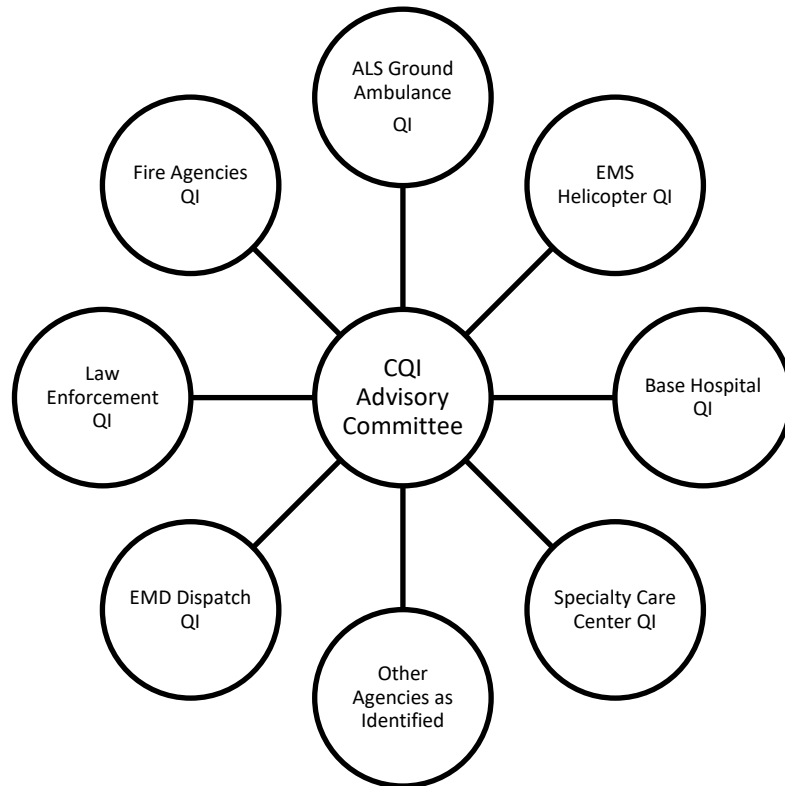 ALS Ground
Ambulance
QI
Fire Agencies
QI
EMS
Helicopter QI
Law
Enforcement
QI
CQI
Advisory
Committee
Base Hospital
QI
EMD Dispatch
QI
Specialty Care
Center QI
Other
Agencies as
Identified